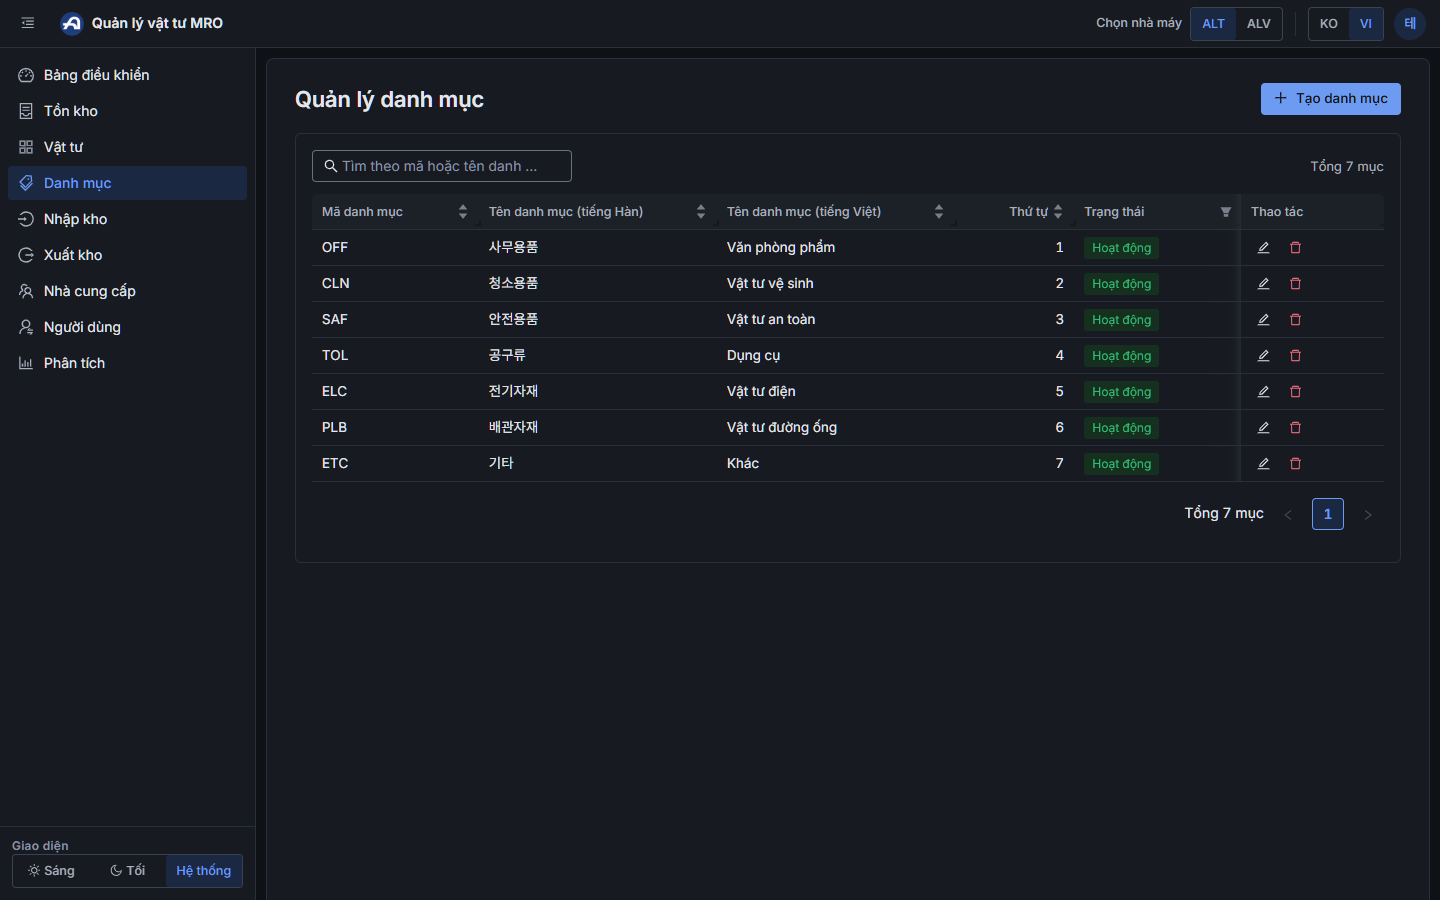 Quản lý vật tư MRO
Chọn nhà máy ALT ALV KO VI 테
Bảng điều khiển
Tồn kho
Vật tư
Danh mục
Nhập kho
Xuất kho
Nhà cung cấp
Người dùng
Phân tích
Giao diện
Sáng Tối Hệ thống
Quản lý danh mục
Tạo danh mục
Tìm theo mã hoặc tên danh ...
Tổng 7 mục
Mã danh mục Tên danh mục (tiếng Hàn) Tên danh mục (tiếng Việt) Thứ tự Trạng thái Thao tác
OFF 사무용품 Văn phòng phẩm 1 Hoạt động
CLN 청소용품 Vật tư vệ sinh 2 Hoạt động
SAF 안전용품 Vật tư an toàn 3 Hoạt động
TOL 공구류 Dụng cụ 4 Hoạt động
ELC 전기자재 Vật tư điện 5 Hoạt động
PLB 배관자재 Vật tư đường ống 6 Hoạt động
ETC 기타 Khác 7 Hoạt động
Tổng 7 mục < 1 >